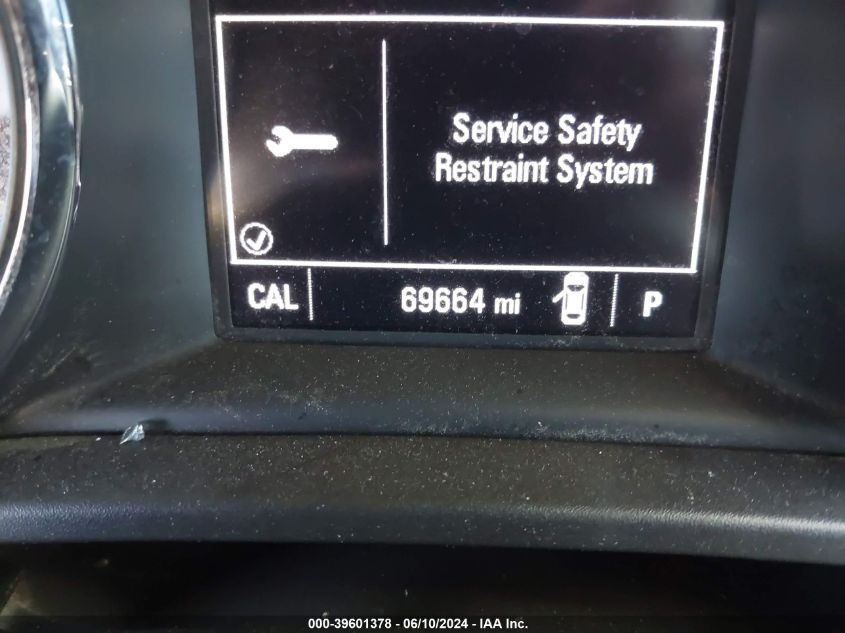 Service Safety
Restraint System
CAL 69664 mi P
000-39601378 - 06/10/2024 - IAA Inc.